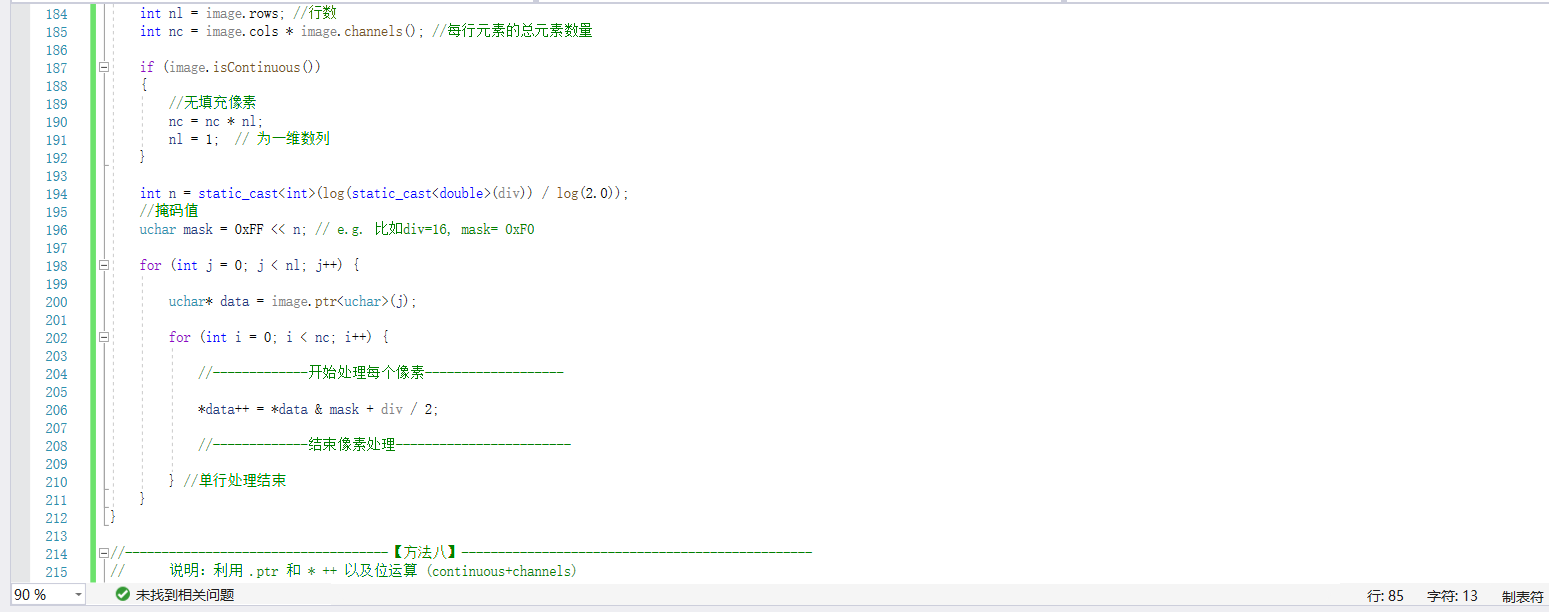 184 int nl = image.rows; //行数
185 int nc = image.cols * image.channels(); //每行元素的总元素数量
186
187 if (image.isContinuous())
188 {
189 //无填充像素
190 nc = nc * nl;
191 nl = 1;  // 为一维数列
192 }
193
194 int n = static_cast<int>(log(static_cast<double>(div)) / log(2.0));
195 //掩码值
196 uchar mask = 0xFF << n; // e.g. 比如div=16, mask= 0xF0
197
198 for (int j = 0; j < nl; j++) {
199
200 uchar* data = image.ptr<uchar>(j);
201
202 for (int i = 0; i < nc; i++) {
203
204 //-------------开始处理每个像素-------------------
205
206 *data++ = *data & mask + div / 2;
207
208 //-------------结束像素处理------------------------
209
210 } //单行处理结束
211 }
212 }
213
214 //------------------------------------【方法八】------------------------------------------------
215 //      说明：利用 .ptr 和 * ++ 以及位运算 (continuous+channels)
90 % 未找到相关问题 行: 85 字符: 13 制表符